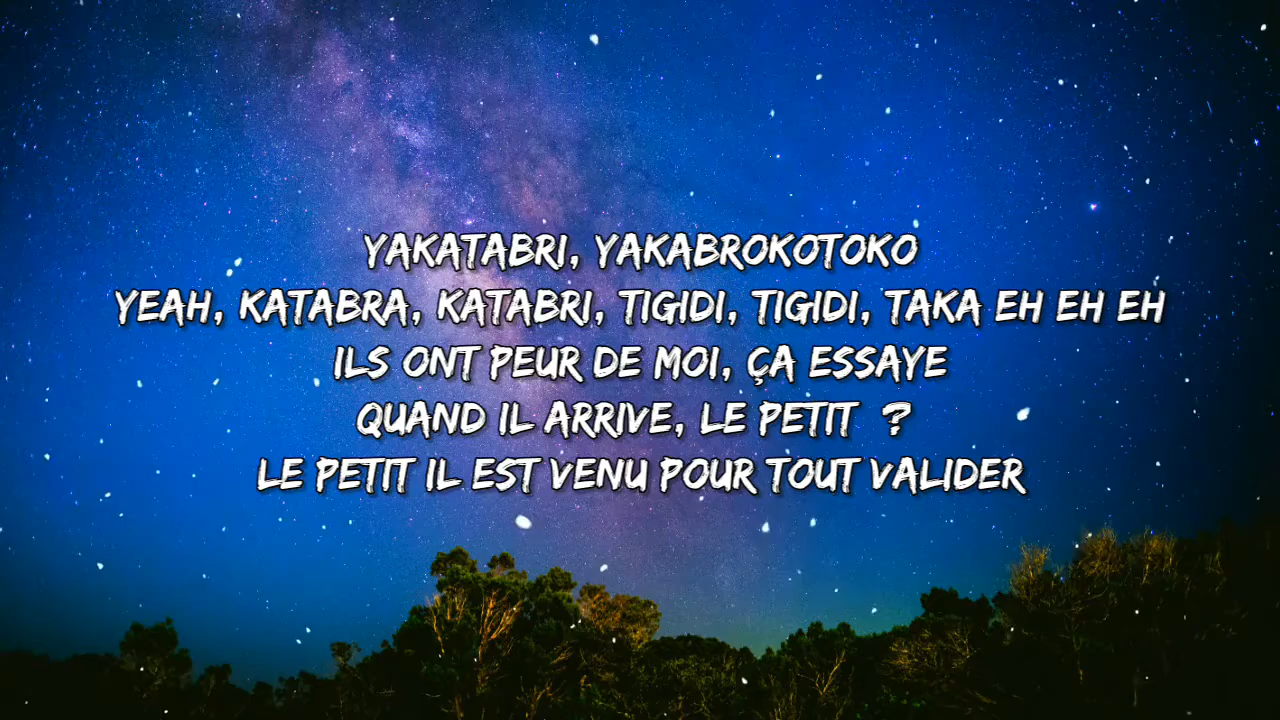 YAKATABRI, YAKABROKOTOKO
YEAH, KATABRA, KATABRI, TIGIDI, TIGIDI, TAKA EH EH EH
ILS ONT PEUR DE MOI, ÇA ESSAYE
QUAND IL ARRIVE, LE PETIT ?
LE PETIT IL EST VENU POUR TOUT VALIDER